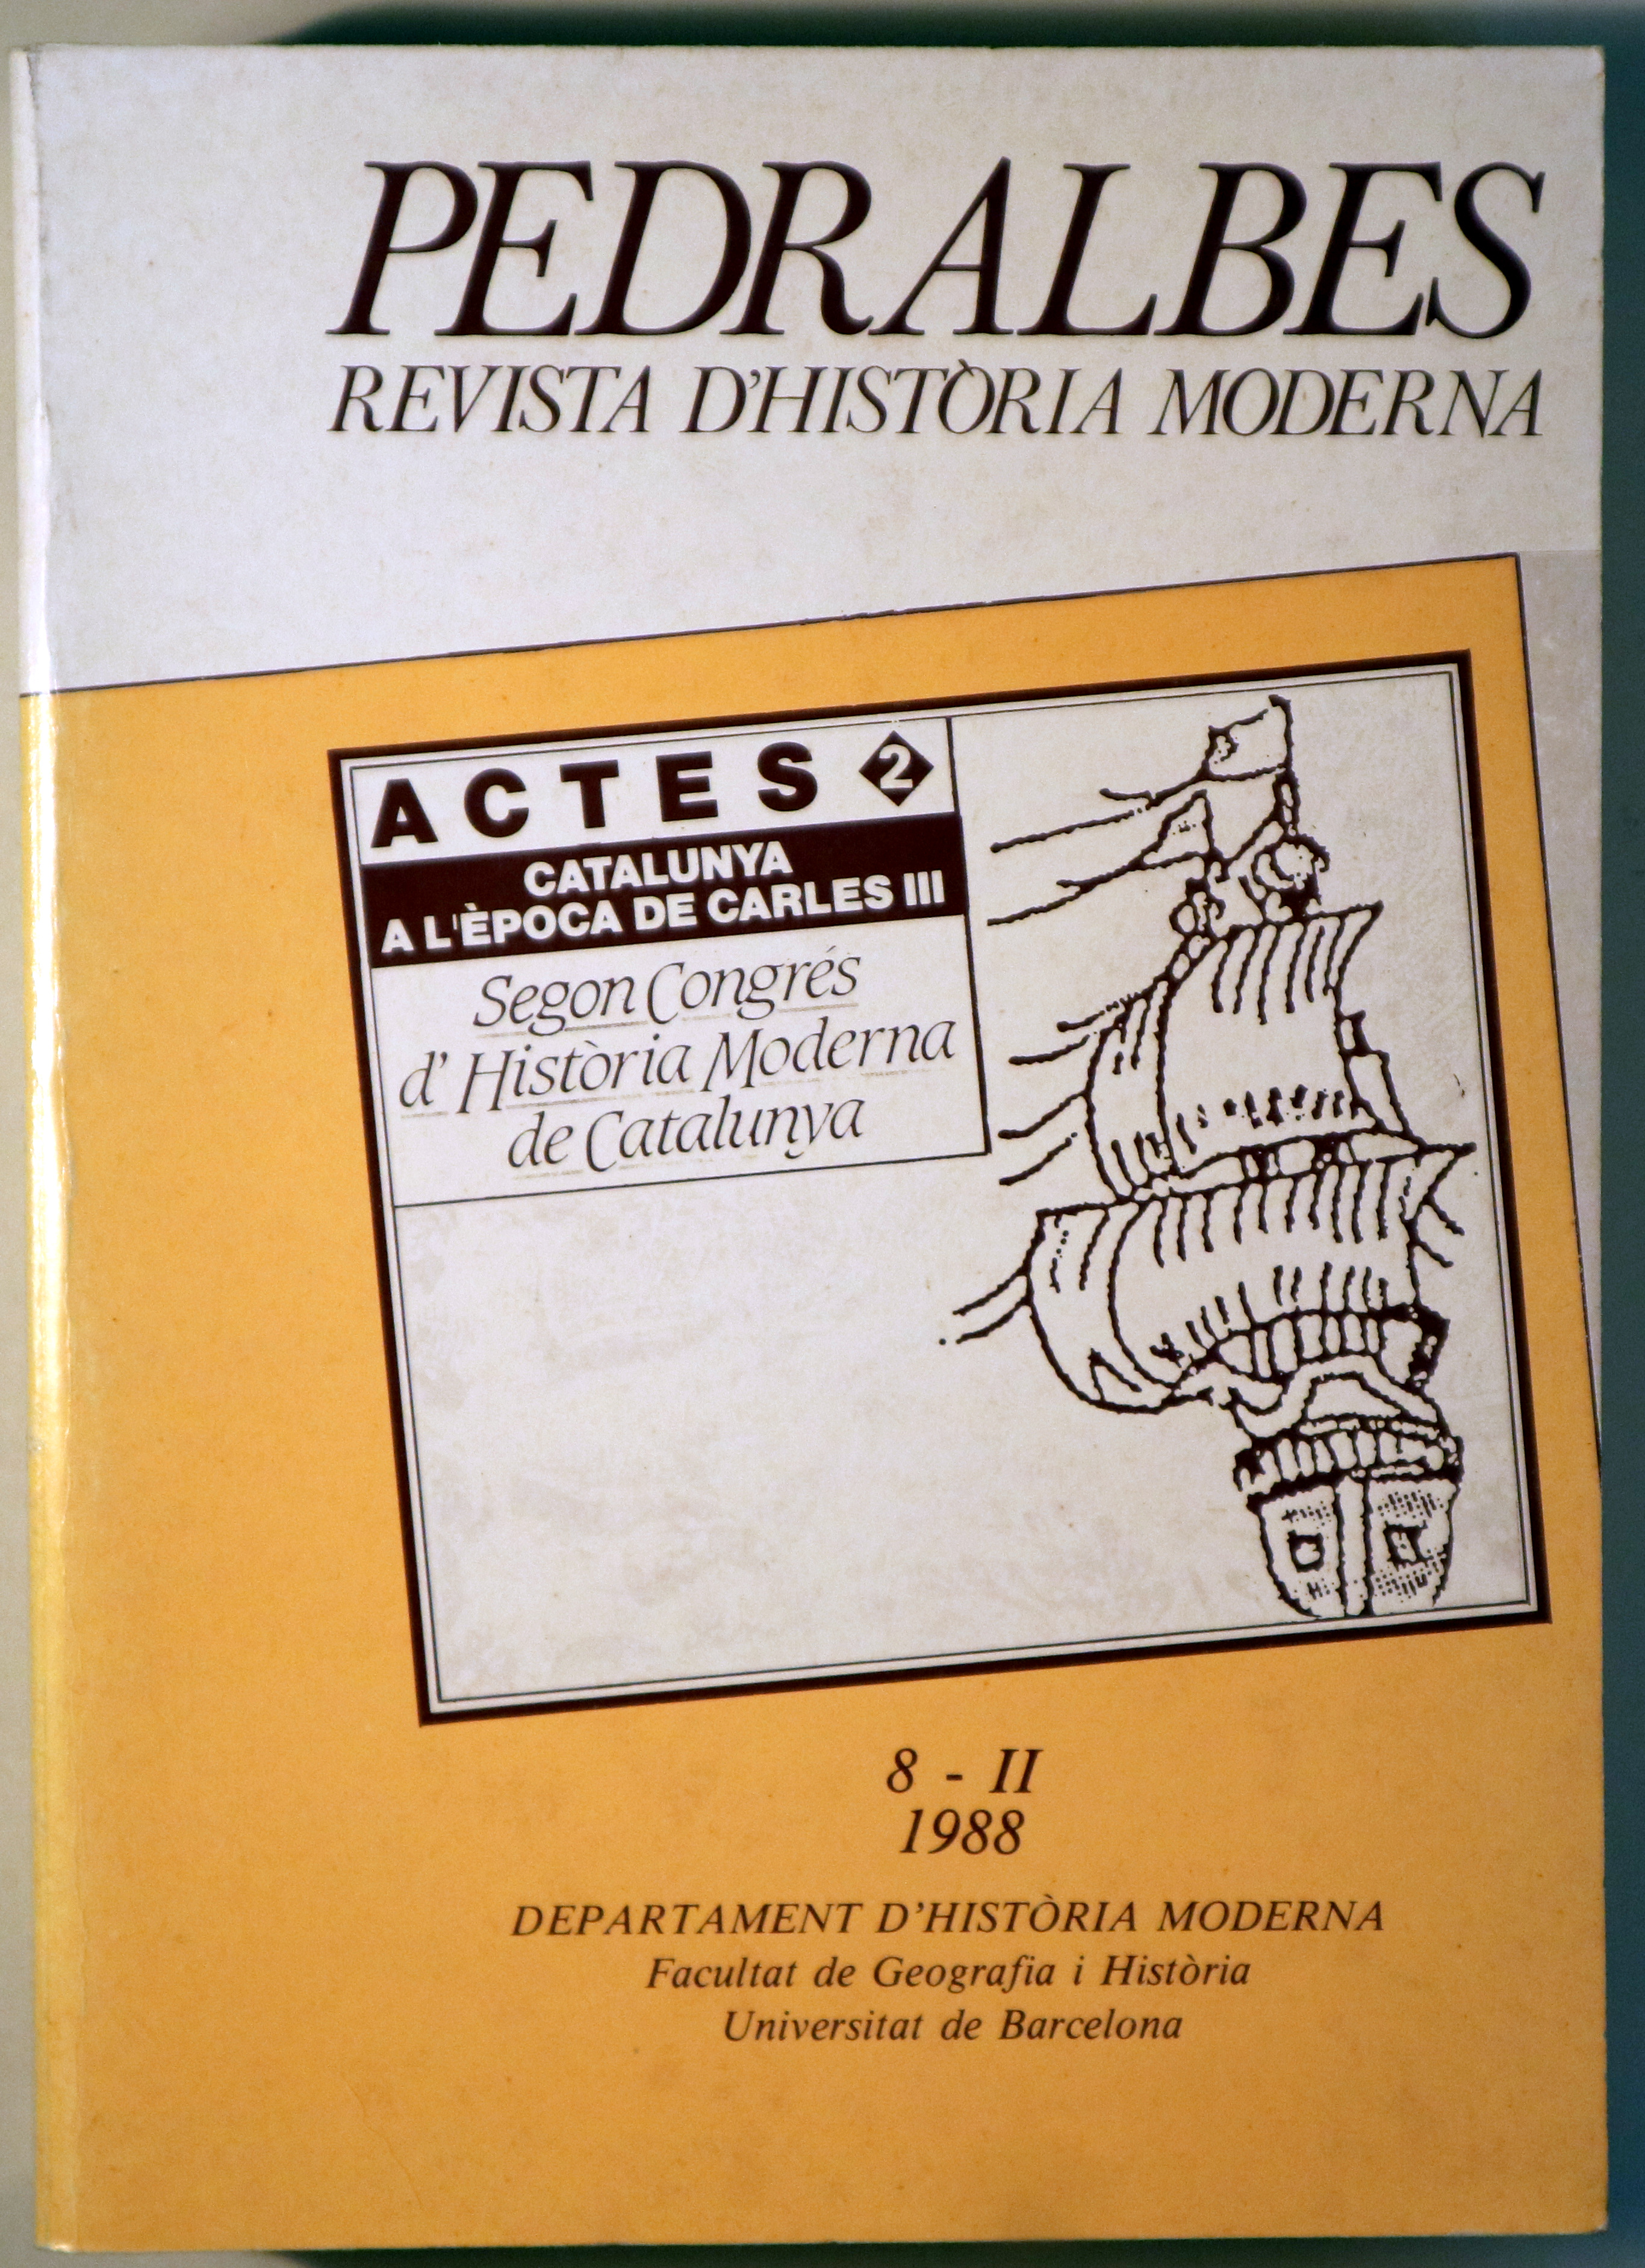 PEDRALBES
REVISTA D'HISTÒRIA MODERNA
ACTES 2
CATALUNYA
A L'ÈPOCA DE CARLES III
Segon Congrés
d'Història Moderna
de Catalunya
8 - II
1988
DEPARTAMENT D'HISTÒRIA MODERNA
Facultat de Geografia i Història
Universitat de Barcelona